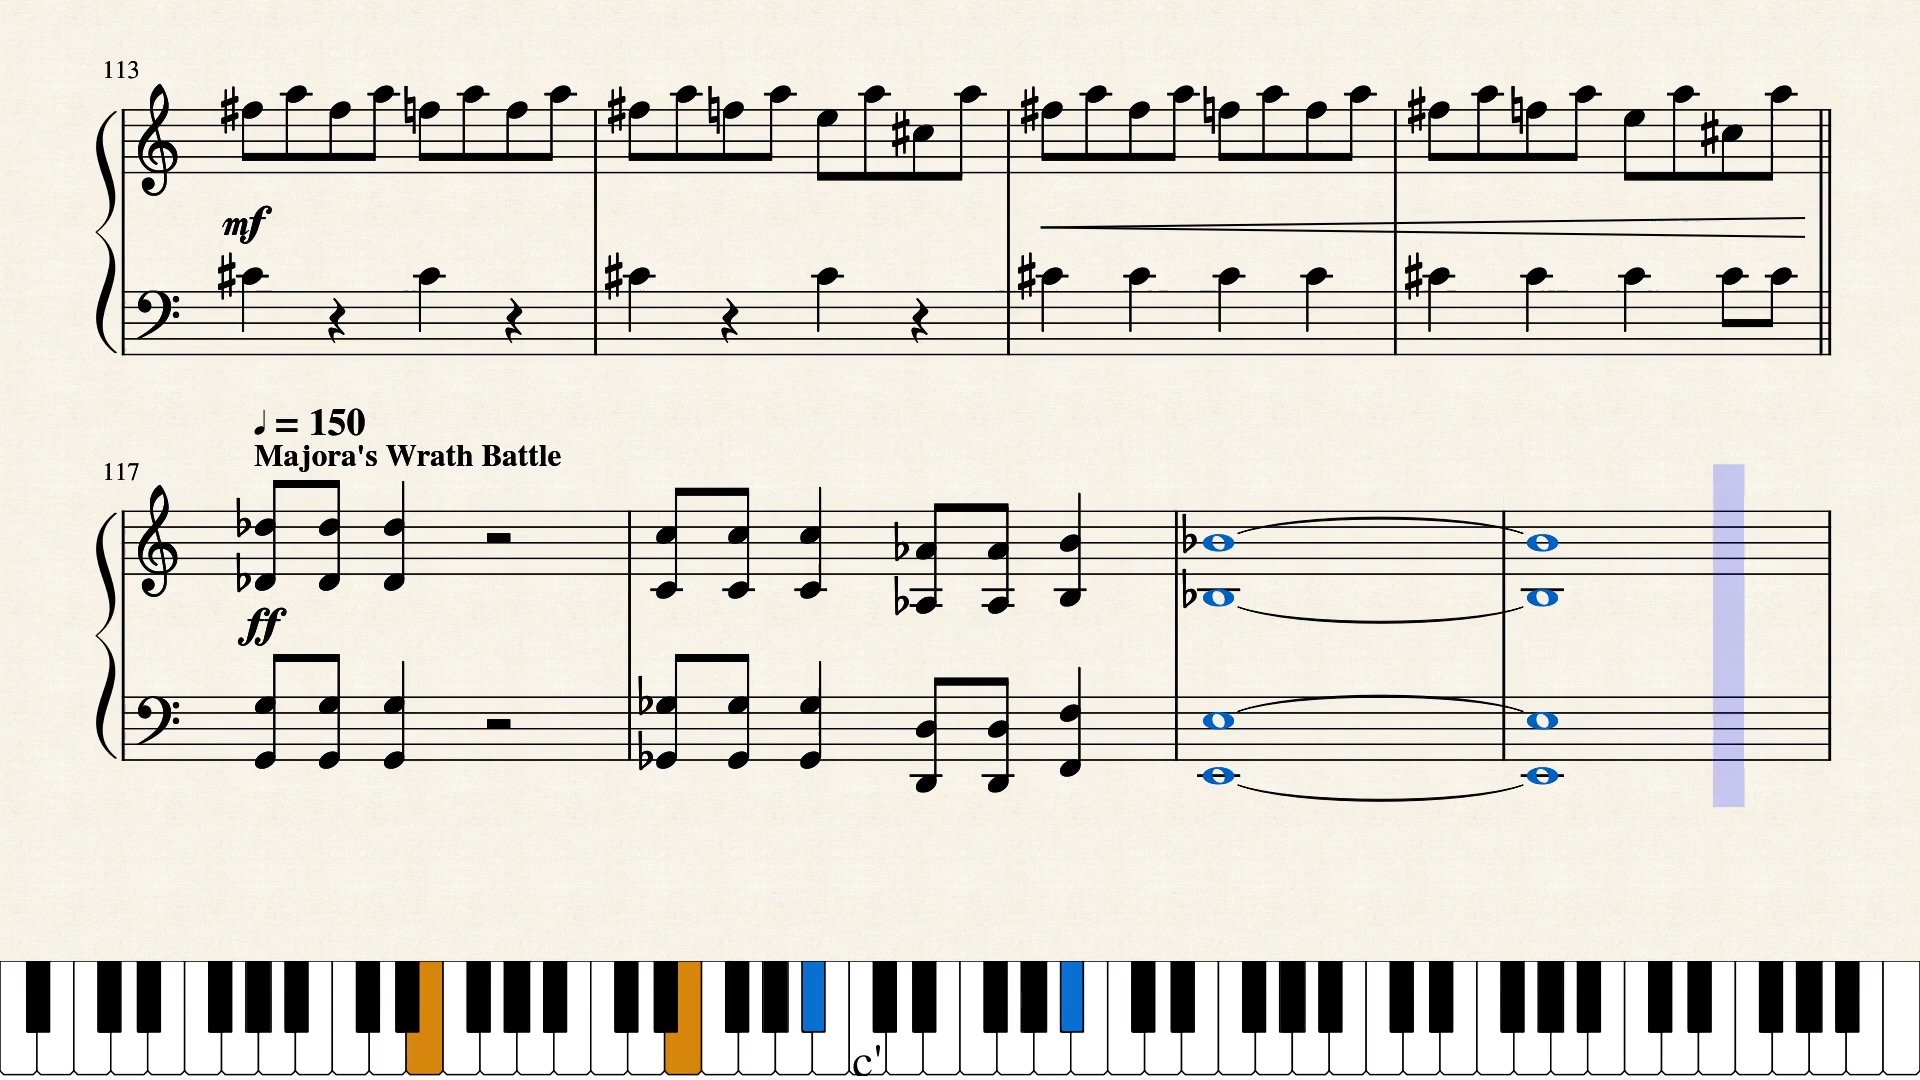 113
mf
♩ = 150
Majora's Wrath Battle
117
ff
c'